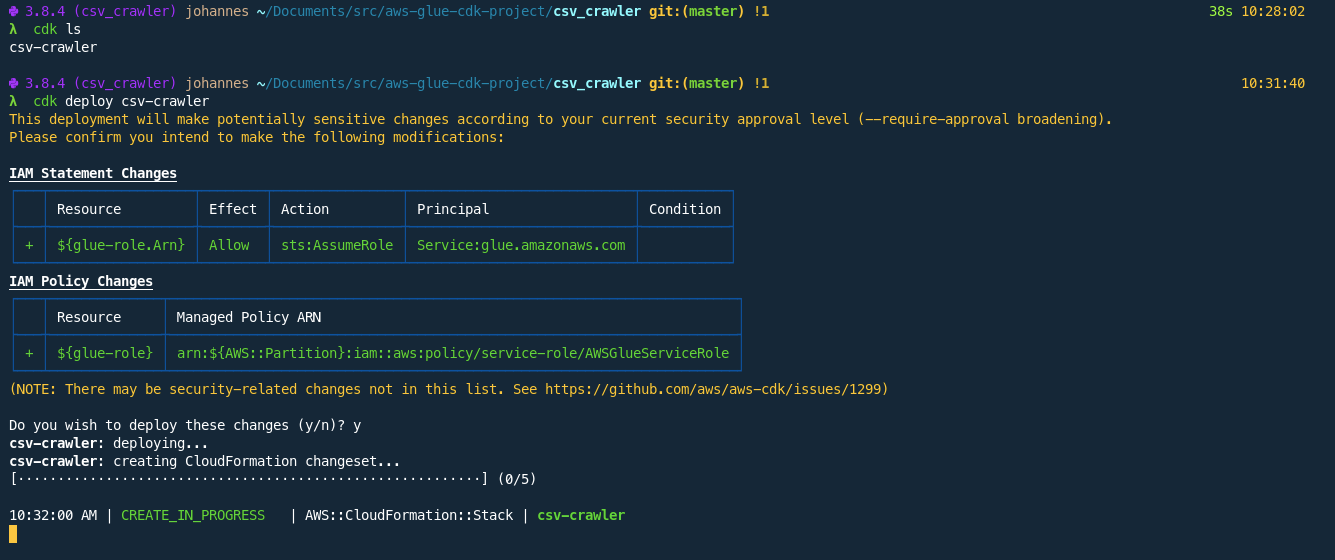 3.8.4 (csv_crawler) johannes ~/Documents/src/aws-glue-cdk-project/csv_crawler git:(master) !1 38s 10:28:02
λ cdk ls
csv-crawler
3.8.4 (csv_crawler) johannes ~/Documents/src/aws-glue-cdk-project/csv_crawler git:(master) !1 10:31:40
λ cdk deploy csv-crawler
This deployment will make potentially sensitive changes according to your current security approval level (--require-approval broadening).
Please confirm you intend to make the following modifications:
IAM Statement Changes
Resource Effect Action Principal Condition
+ ${glue-role.Arn} Allow sts:AssumeRole Service:glue.amazonaws.com
IAM Policy Changes
Resource Managed Policy ARN
+ ${glue-role} arn:${AWS::Partition}:iam::aws:policy/service-role/AWSGlueServiceRole
(NOTE: There may be security-related changes not in this list. See https://github.com/aws/aws-cdk/issues/1299)
Do you wish to deploy these changes (y/n)? y
csv-crawler: deploying...
csv-crawler: creating CloudFormation changeset...
[··························································] (0/5)
10:32:00 AM | CREATE_IN_PROGRESS | AWS::CloudFormation::Stack | csv-crawler